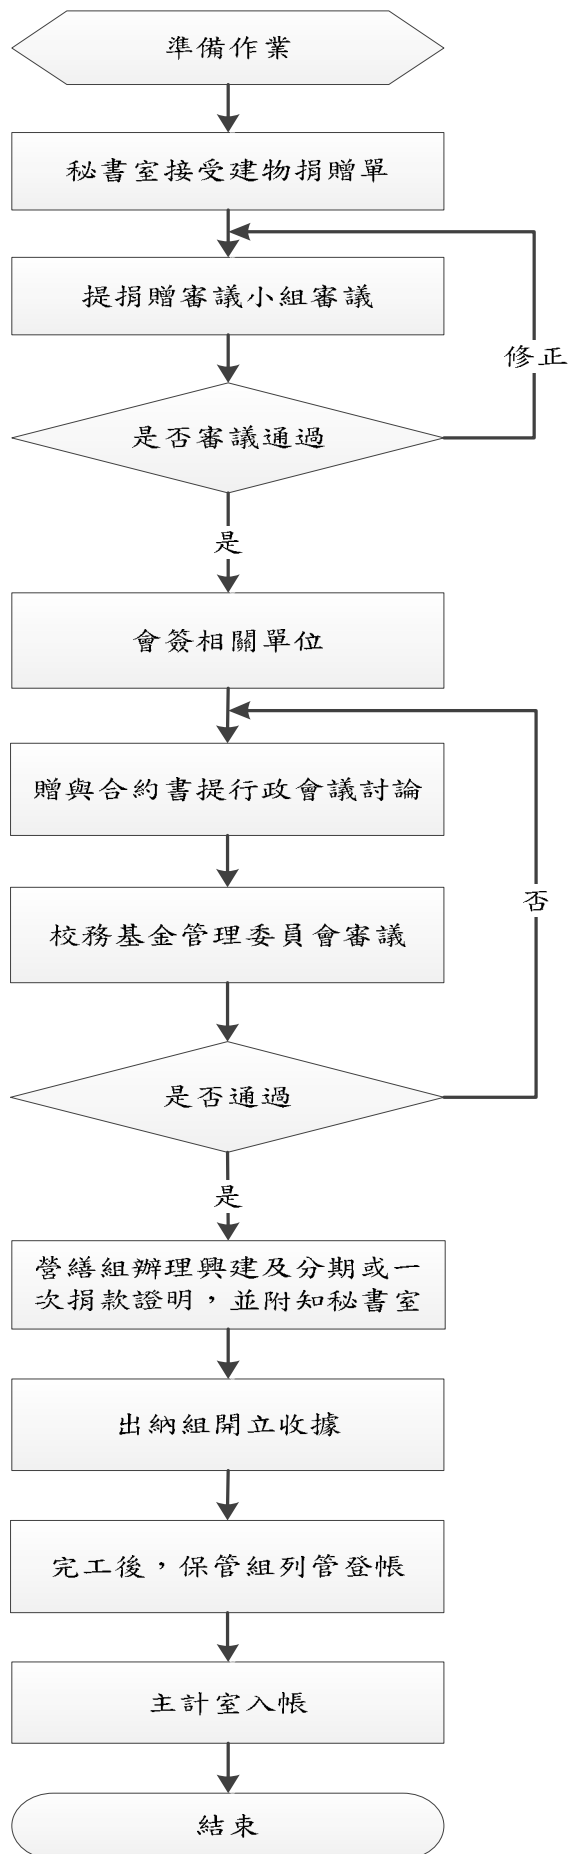 準備作業
秘書室接受建物捐贈單
提捐贈審議小組審議
修正
是否審議通過
是
會簽相關單位
贈與合約書提行政會議討論
否
校務基金管理委員會審議
是否通過
是
營繕組辦理興建及分期或一
次捐款證明，並附知秘書室
出納組開立收據
完工後，保管組列管登帳
主計室入帳
結束